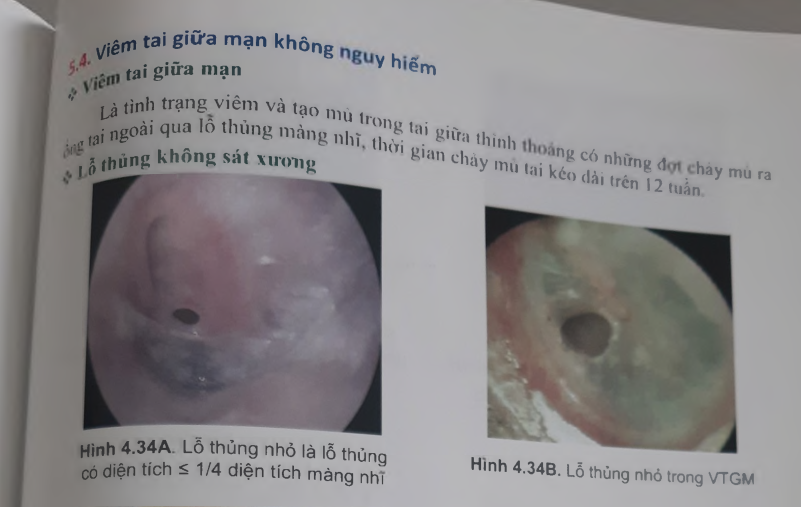 5.4. Viêm tai giữa mạn không nguy hiểm
❖ Viêm tai giữa mạn
Là tình trạng viêm và tạo mủ trong tai giữa thỉnh thoảng có những đợt chảy mủ ra
ống tai ngoài qua lỗ thủng màng nhĩ, thời gian chảy mủ tai kéo dài trên 12 tuần.
❖ Lỗ thủng không sát xương
Hình 4.34A. Lỗ thủng nhỏ là lỗ thủng
có diện tích ≤ 1/4 diện tích màng nhĩ
Hình 4.34B. Lỗ thủng nhỏ trong VTGM